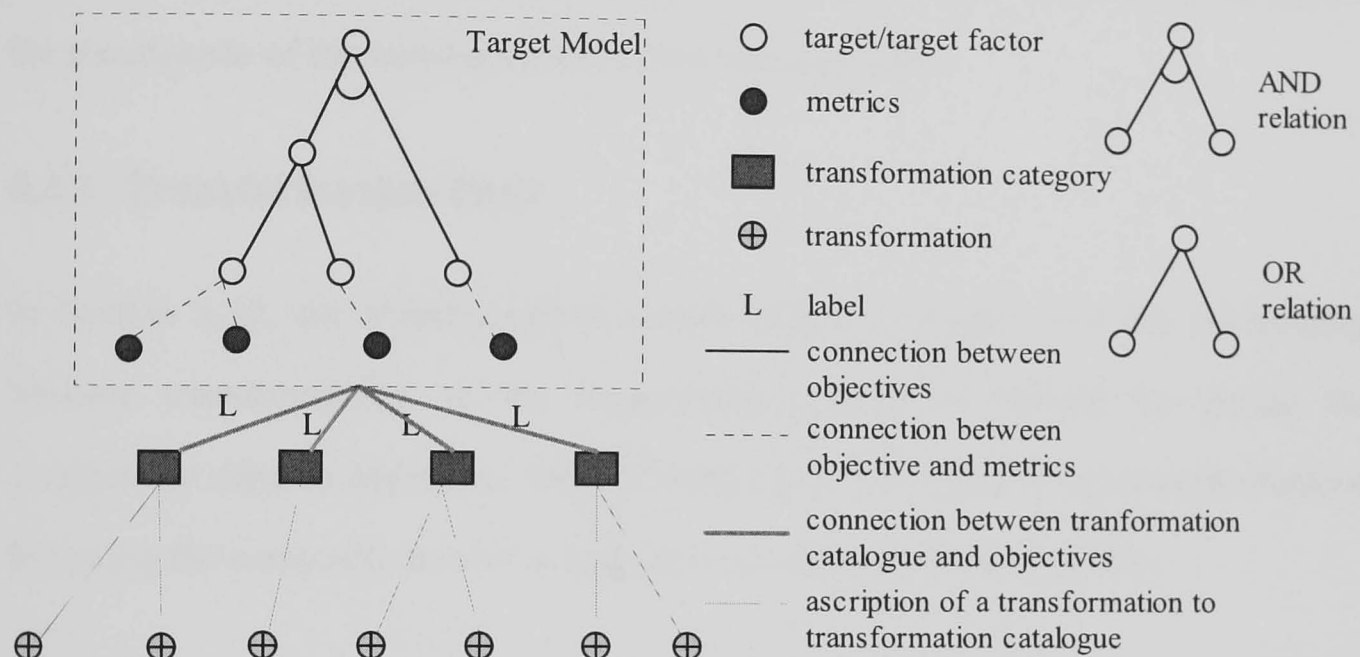 Target Model
target/target factor
metrics
transformation category
transformation
L label
connection between
objectives
connection between
objective and metrics
connection between tranformation
catalogue and objectives
ascription of a transformation to
transformation catalogue
AND
relation
OR
relation
L
L
L
L